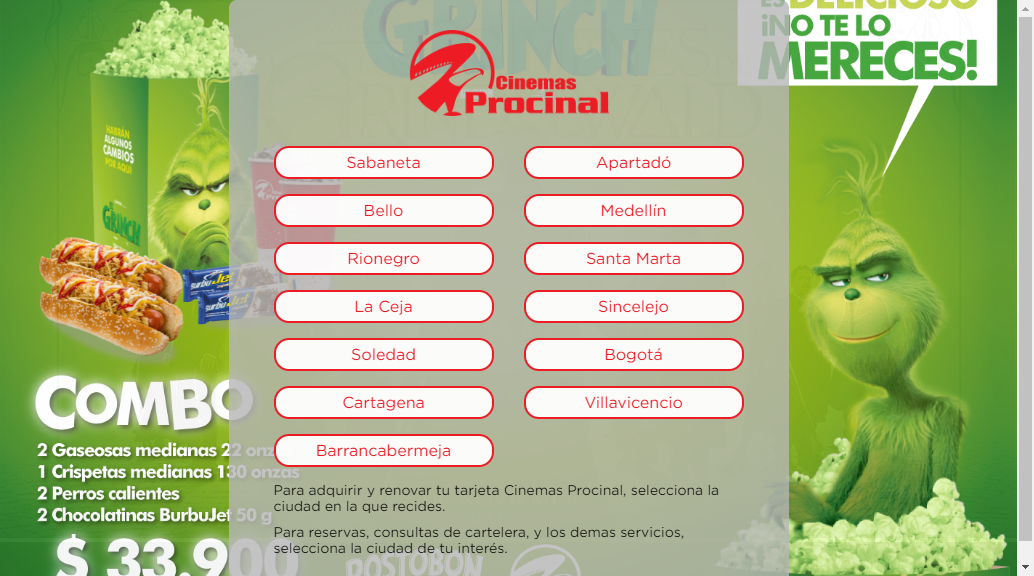 ES DELICIOSO
¡NO TE LO
MERECES!
GRINCH
HABRÁN
ALGUNOS
CAMBIOS
POR AQUÍ
GRINCH
Cinemas
Procinal
Sabaneta
Apartadó
Bello
Medellín
Rionegro
Santa Marta
La Ceja
Sincelejo
Soledad
Bogotá
Cartagena
Villavicencio
Barrancabermeja
Para adquirir y renovar tu tarjeta Cinemas Procinal, selecciona la
ciudad en la que recides.
Para reservas, consultas de cartelera, y los demas servicios,
selecciona la ciudad de tu interés.
COMBO
2 Gaseosas medianas 22 onz
1 Crispetas medianas 130 onzas
2 Perros calientes
2 Chocolatinas BurbuJet 50 g
$ 33.900
POSTOBÓN